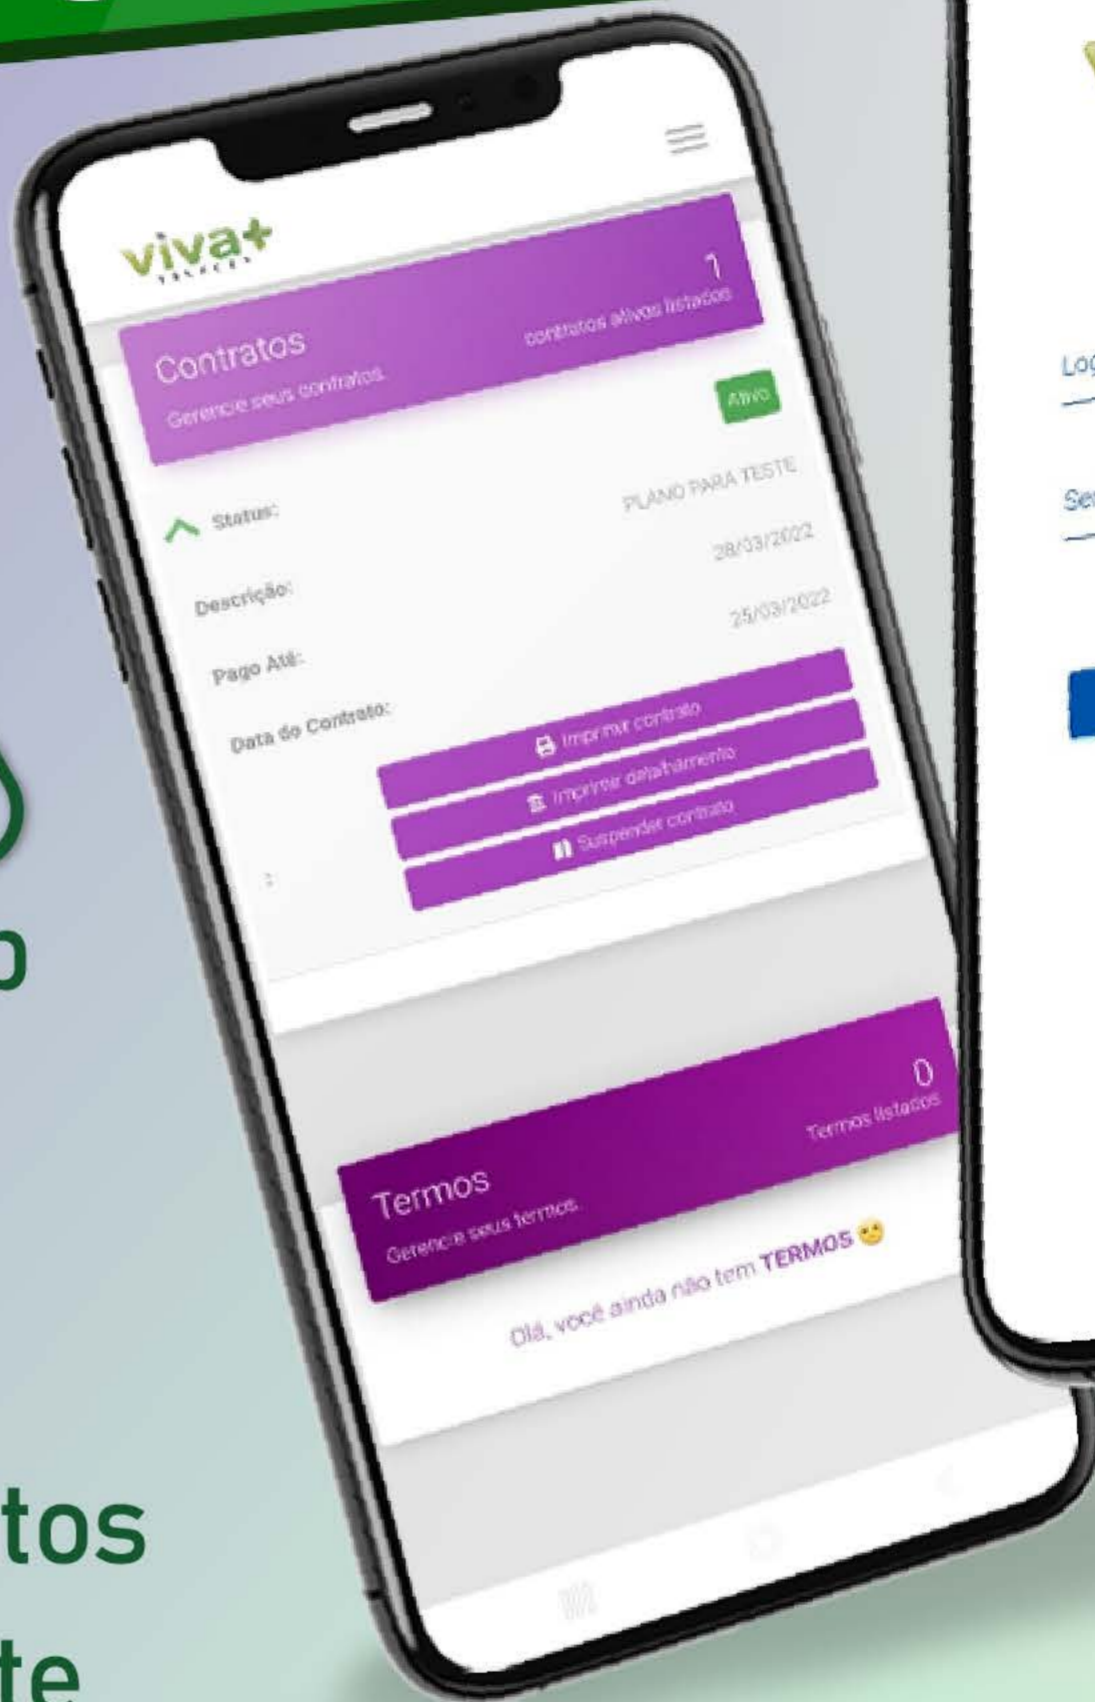 viva+
TELECOM
Contratos
Gerencie seus contratos.
1
contratos ativos listados
Status:
Ativo
Descrição:
PLANO PARA TESTE
Pago Até:
28/03/2022
Data do Contrato:
25/03/2022
:
Imprimir contrato
Imprimir detalhamento
Suspender contrato
Termos
Gerencie seus termos.
0
Termos listados
Olá, você ainda não tem TERMOS
Log
Se
o
tos
te